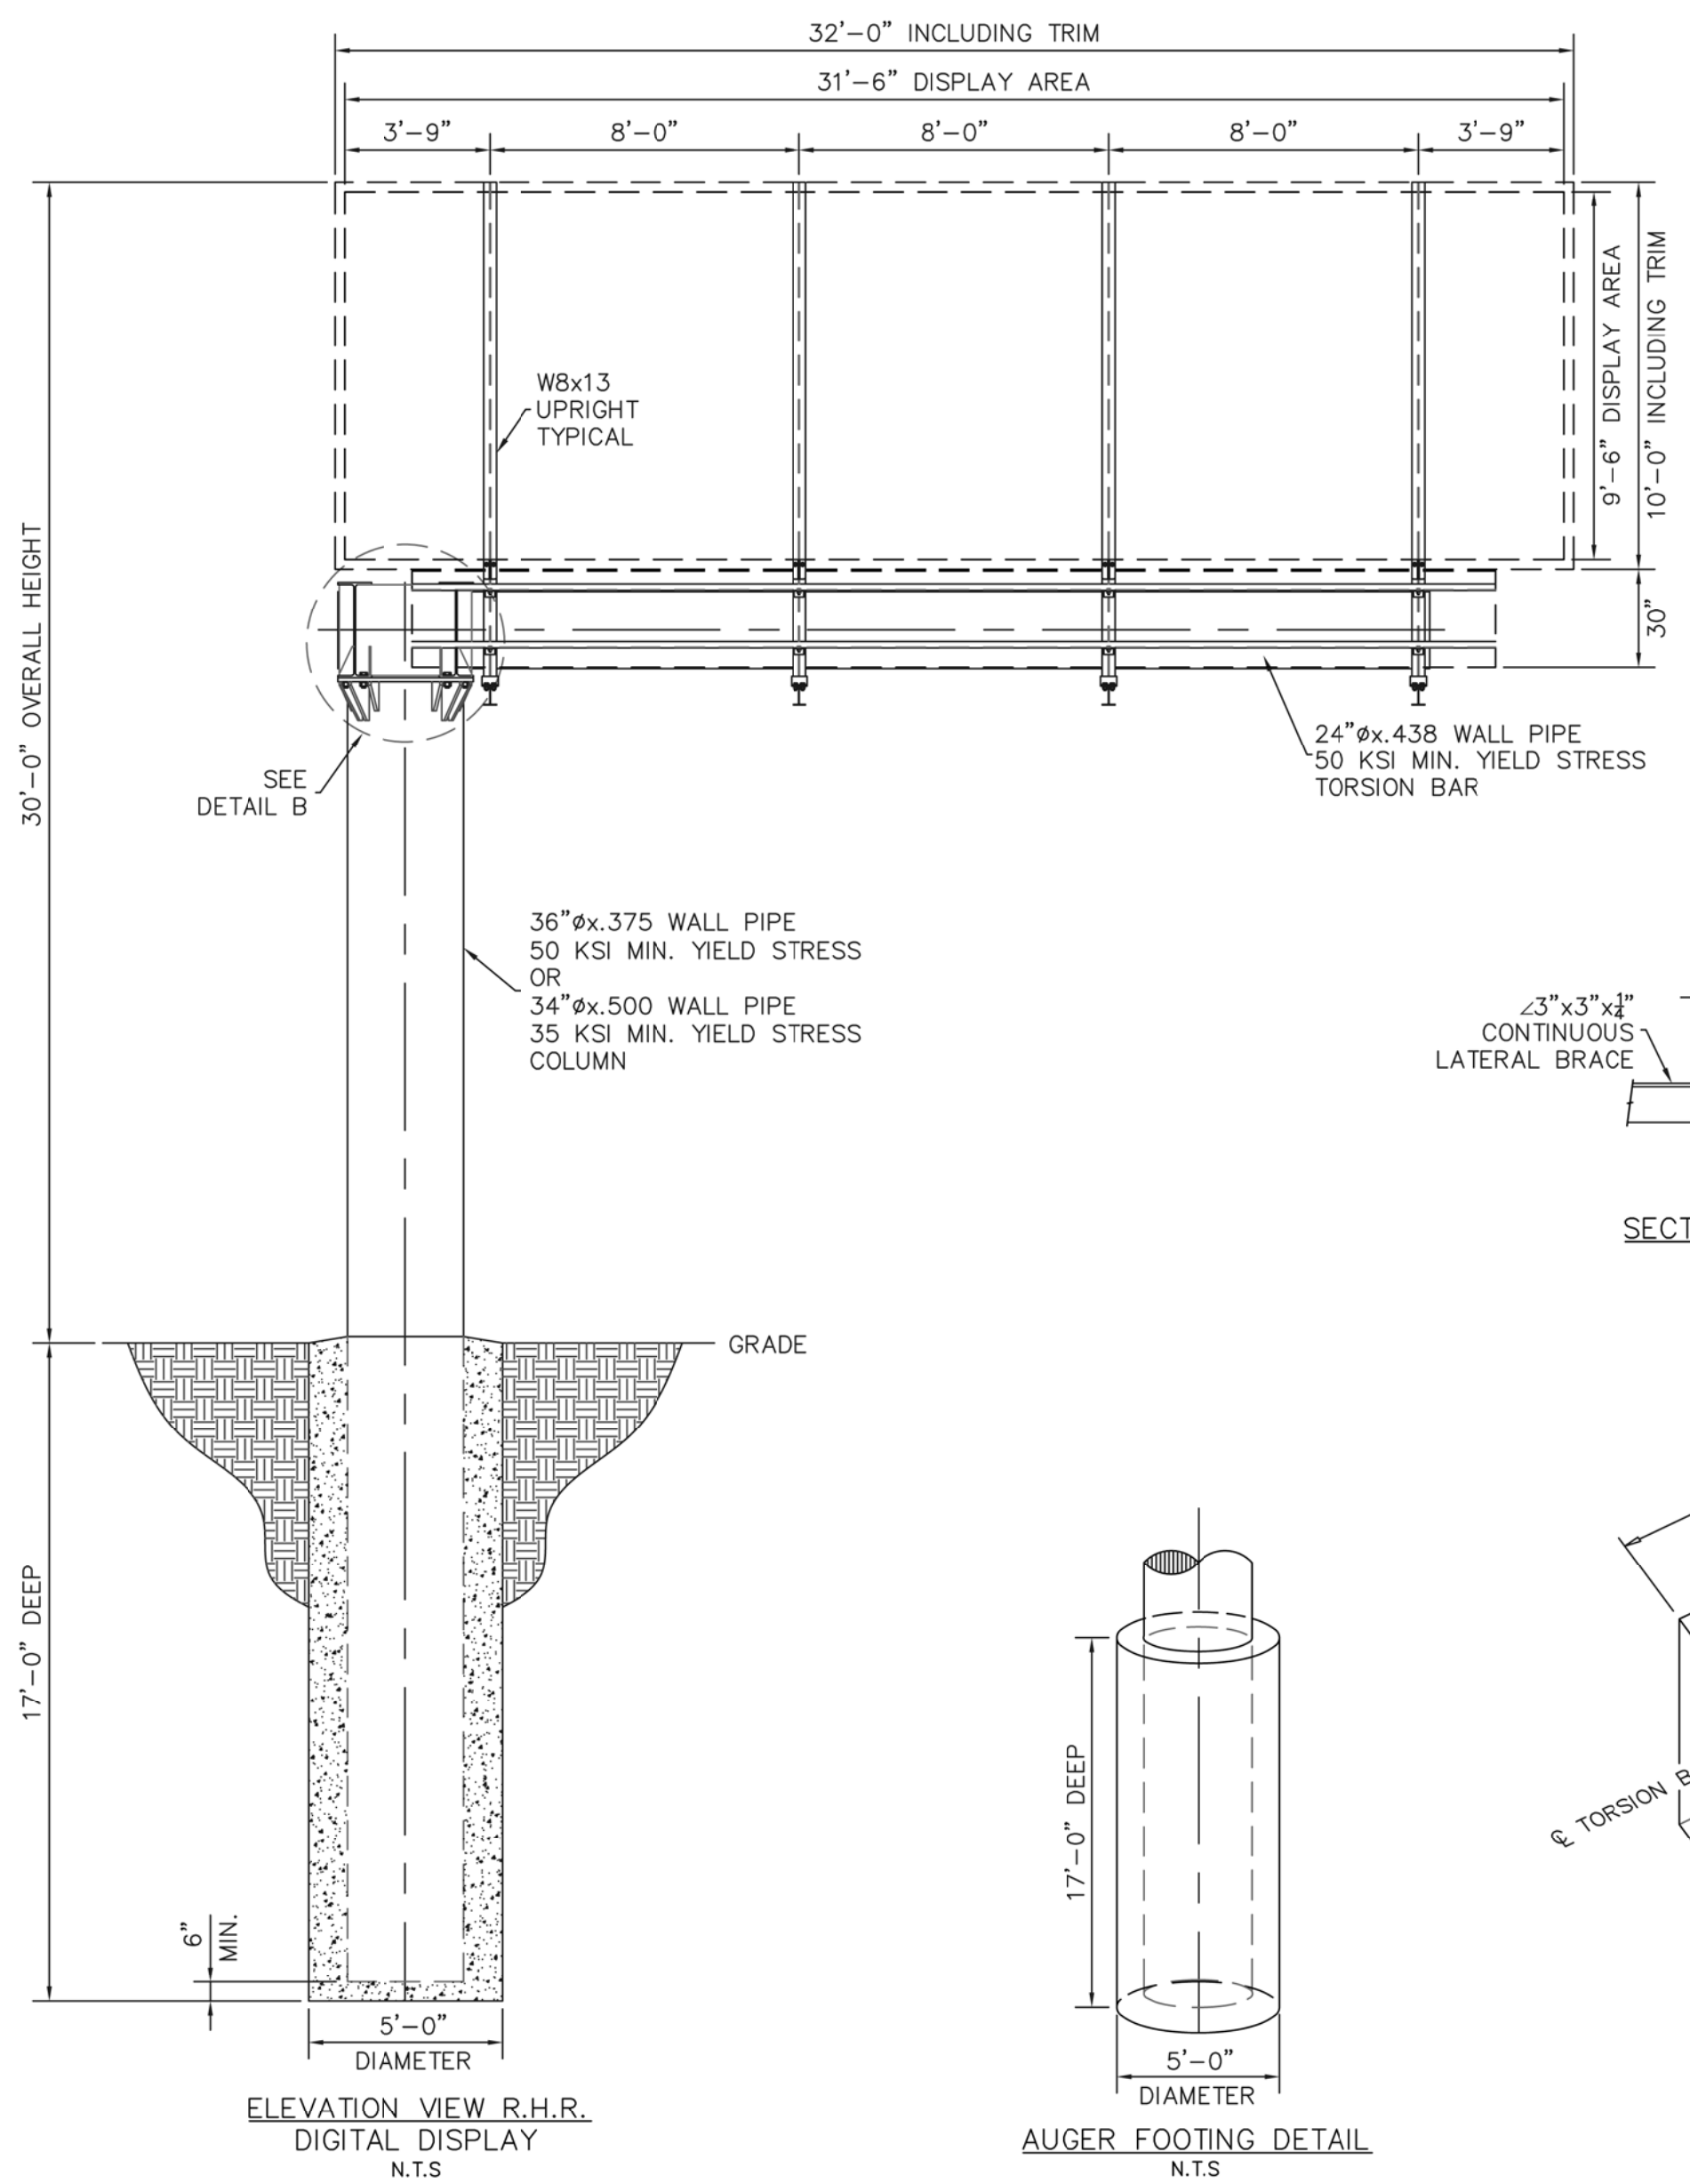 32'-0" INCLUDING TRIM
31'-6" DISPLAY AREA
3'-9"
8'-0"
8'-0"
8'-0"
3'-9"
30'-0" OVERALL HEIGHT
W8x13
UPRIGHT
TYPICAL
9'-6" DISPLAY AREA
10'-0" INCLUDING TRIM
30"
SEE
DETAIL B
24"øx.438 WALL PIPE
50 KSI MIN. YIELD STRESS
TORSION BAR
36"øx.375 WALL PIPE
50 KSI MIN. YIELD STRESS
OR
34"øx.500 WALL PIPE
35 KSI MIN. YIELD STRESS
COLUMN
∠3"x3"x1/4"
CONTINUOUS
LATERAL BRACE
SECT
GRADE
17'-0" DEEP
6"
MIN.
5'-0"
DIAMETER
ELEVATION VIEW R.H.R.
DIGITAL DISPLAY
N.T.S
17'-0" DEEP
5'-0"
DIAMETER
AUGER FOOTING DETAIL
N.T.S
℄ TORSION B